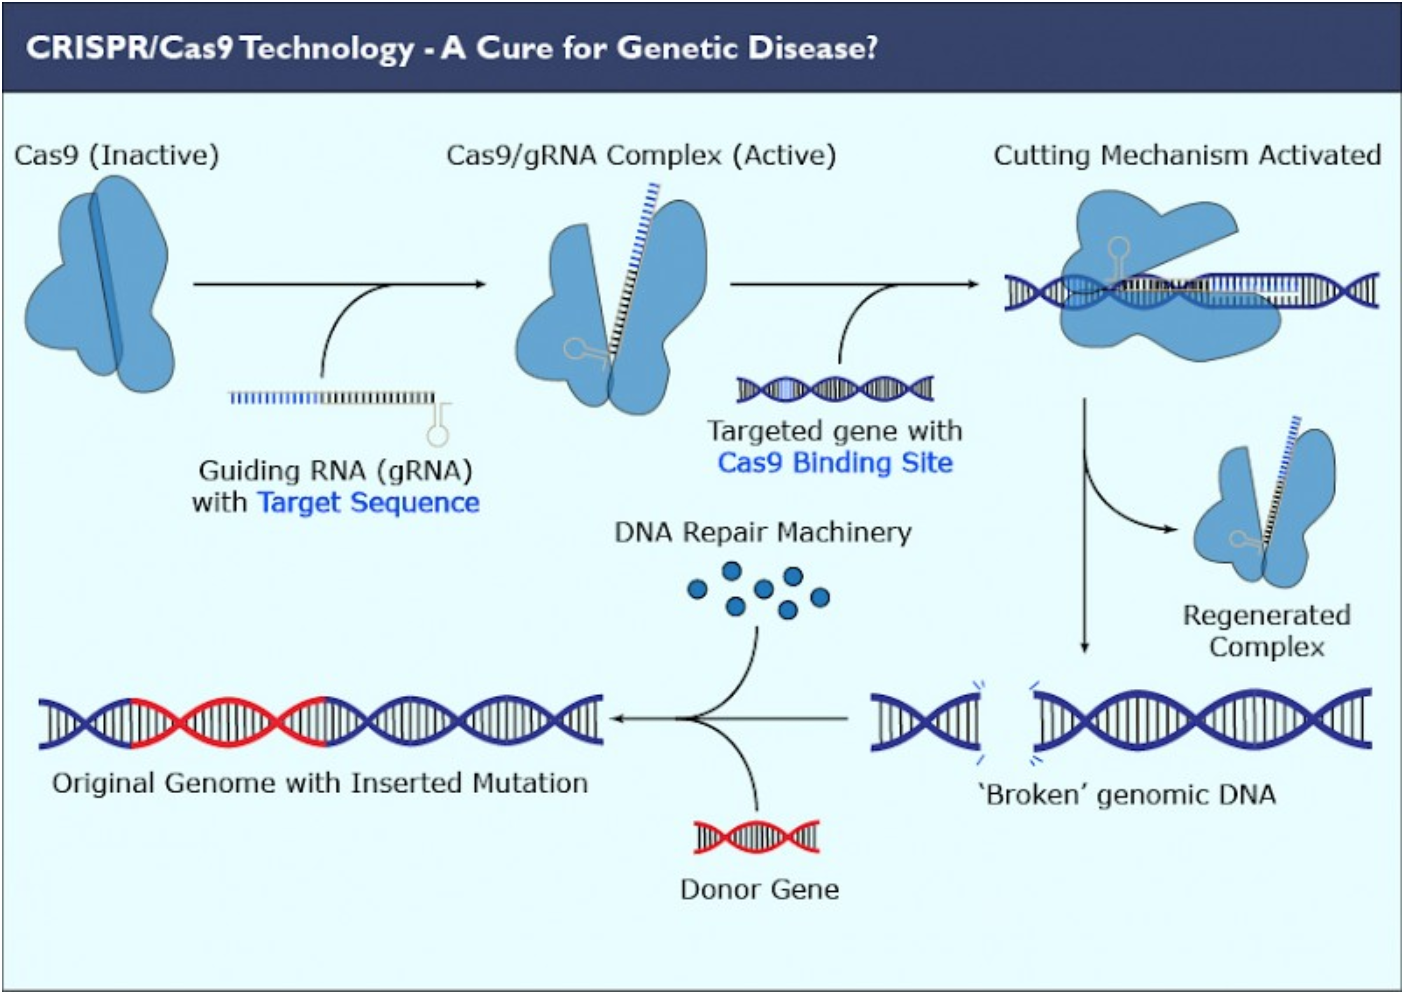 CRISPR/Cas9 Technology - A Cure for Genetic Disease?
Cas9 (Inactive)
Cas9/gRNA Complex (Active)
Cutting Mechanism Activated
Guiding RNA (gRNA)
with Target Sequence
Targeted gene with
Cas9 Binding Site
DNA Repair Machinery
Regenerated
Complex
Original Genome with Inserted Mutation
‘Broken’ genomic DNA
Donor Gene